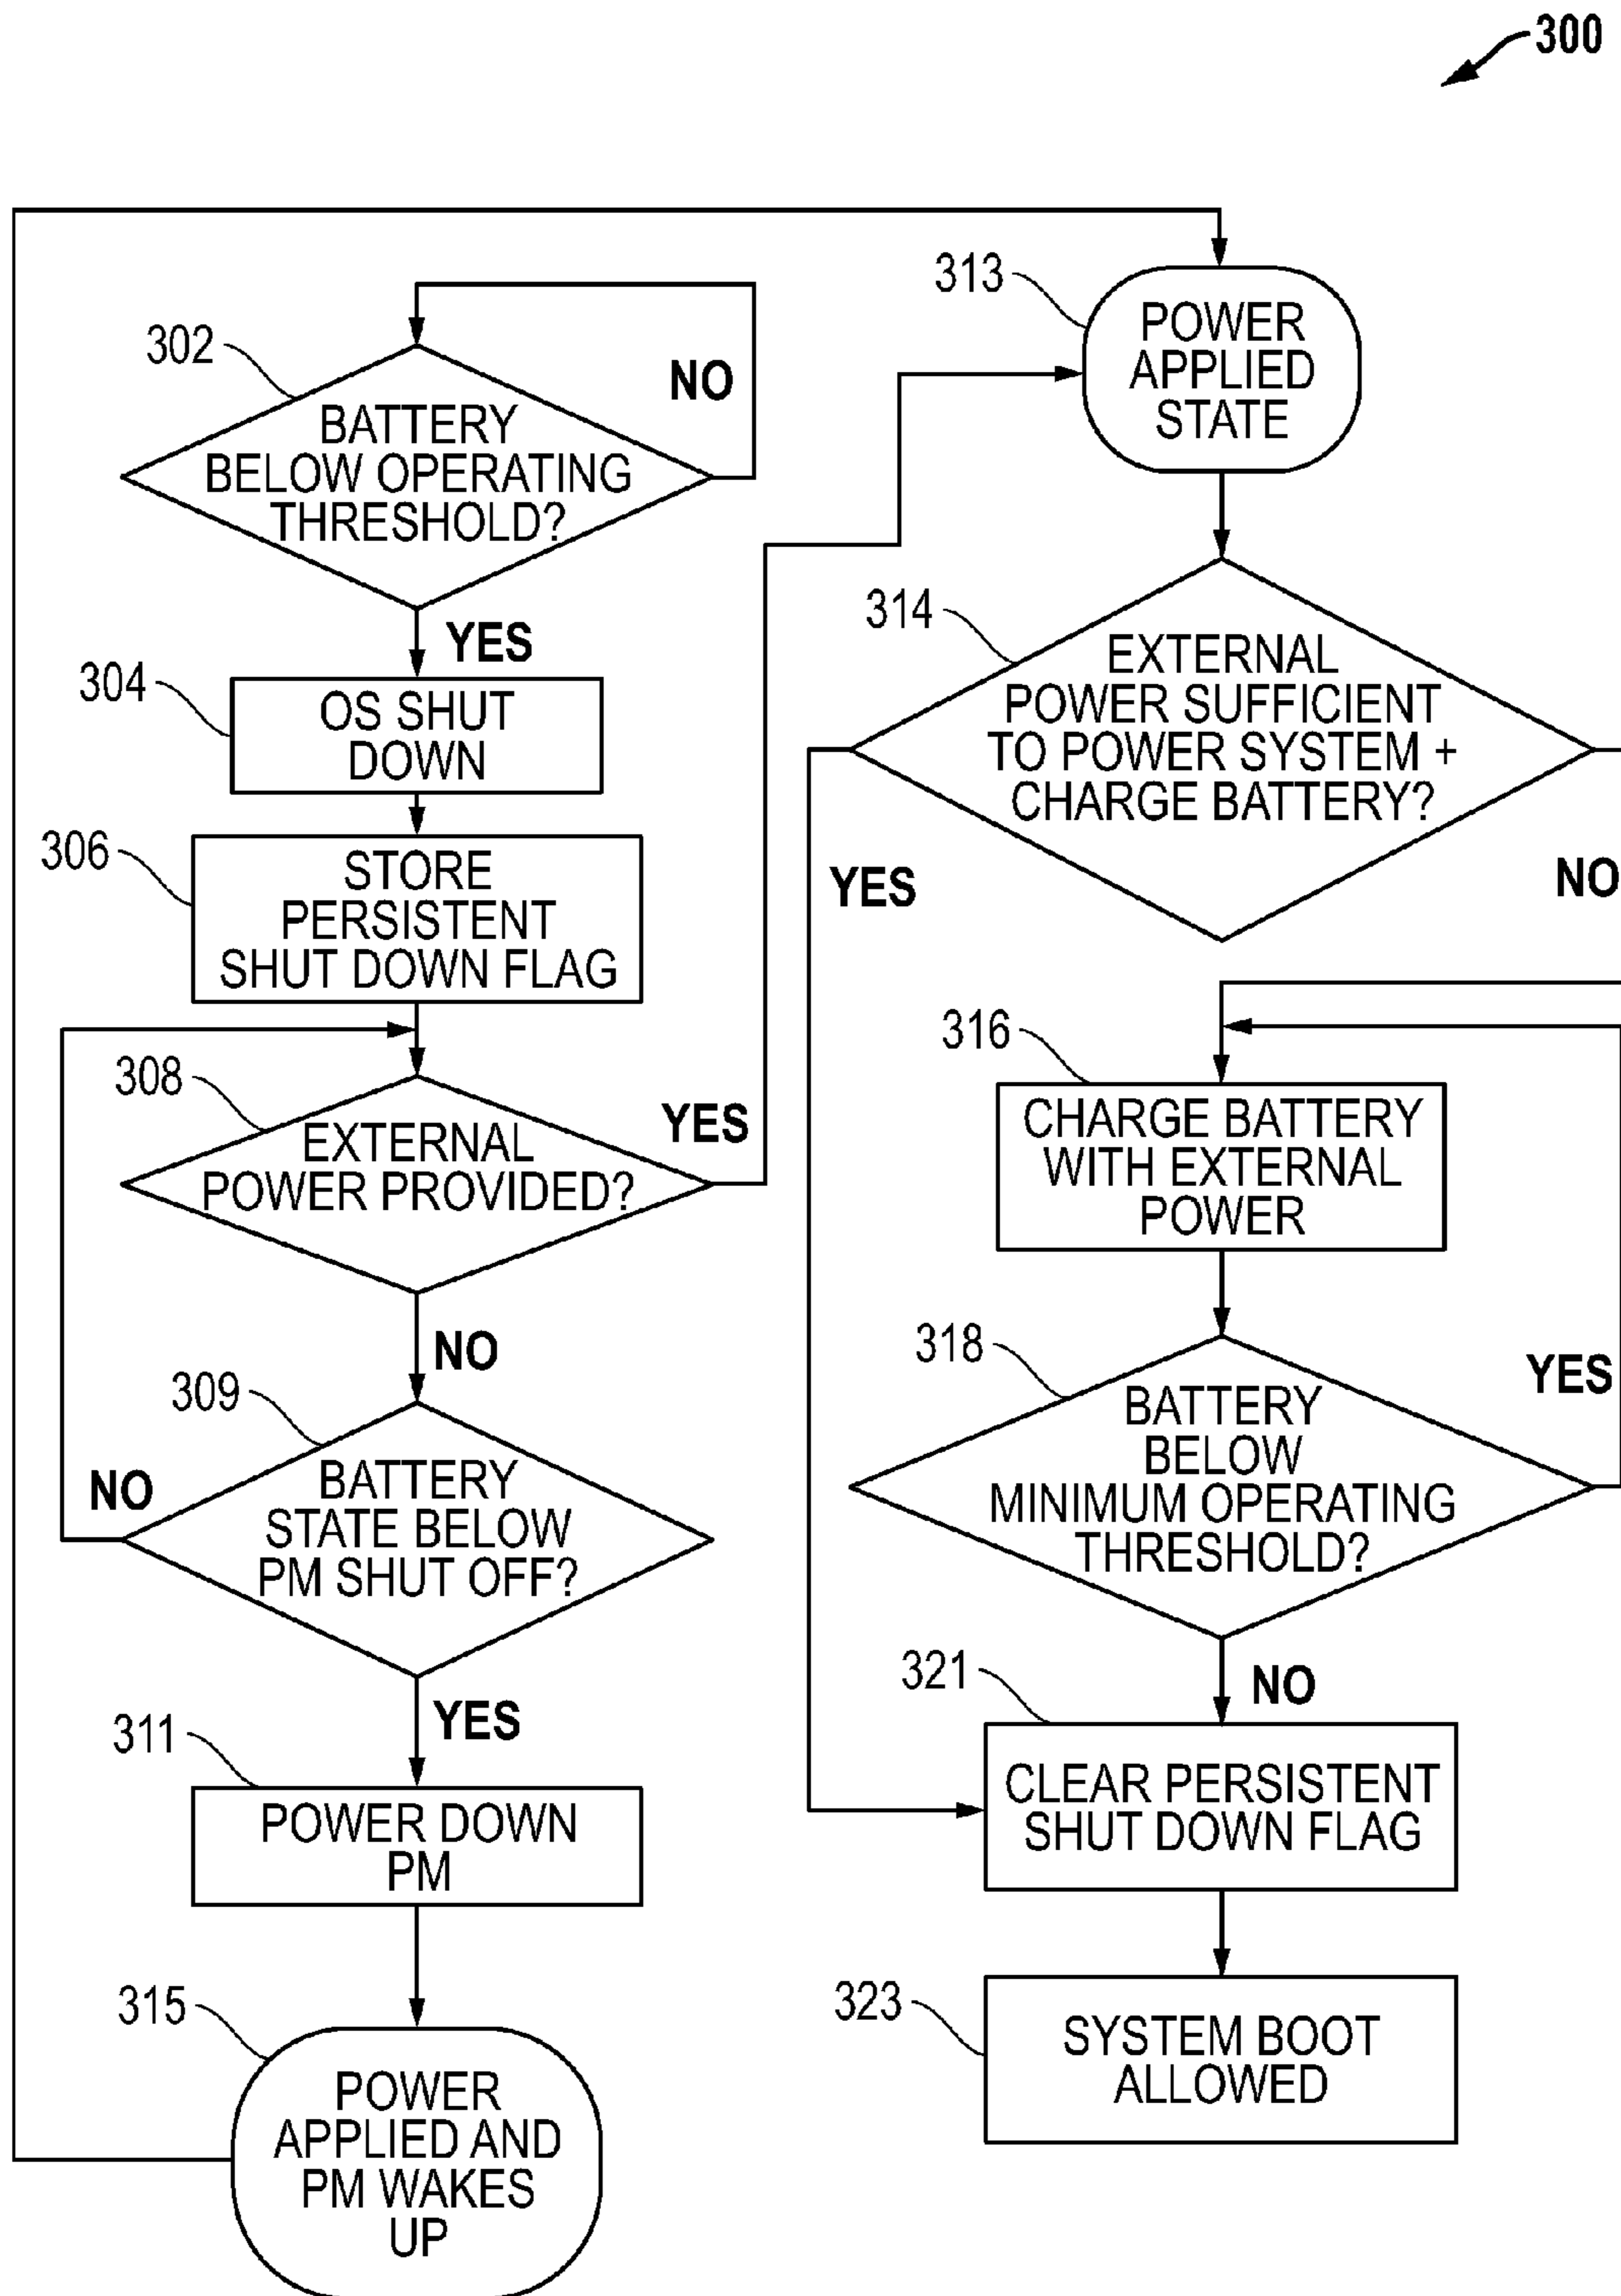 300
302
BATTERY
BELOW OPERATING
THRESHOLD?
NO
YES
304
OS SHUT
DOWN
306
STORE
PERSISTENT
SHUT DOWN FLAG
308
EXTERNAL
POWER PROVIDED?
YES
NO
309
BATTERY
STATE BELOW
PM SHUT OFF?
NO
YES
311
POWER DOWN
PM
315
POWER
APPLIED AND
PM WAKES
UP
313
POWER
APPLIED
STATE
314
EXTERNAL
POWER SUFFICIENT
TO POWER SYSTEM +
CHARGE BATTERY?
YES
NO
316
CHARGE BATTERY
WITH EXTERNAL
POWER
318
BATTERY
BELOW
MINIMUM OPERATING
THRESHOLD?
YES
NO
321
CLEAR PERSISTENT
SHUT DOWN FLAG
323
SYSTEM BOOT
ALLOWED